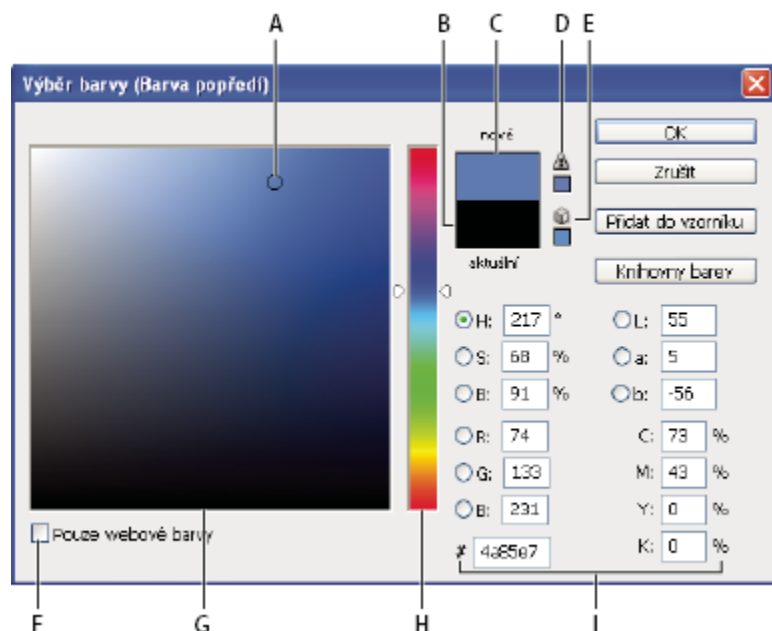 A B C D E
Výběr barvy (Barva popředí)
nové
OK
Zrušit
Přidat do vzorníku
aktuální
Knihovny barev
H: 217 ° L: 55
S: 68 % a: 5
B: 91 % b: -56
R: 74 C: 73 %
G: 133 M: 43 %
B: 231 Y: 0 %
Pouze webové barvy
# 4a85e7 K: 0 %
F G H I